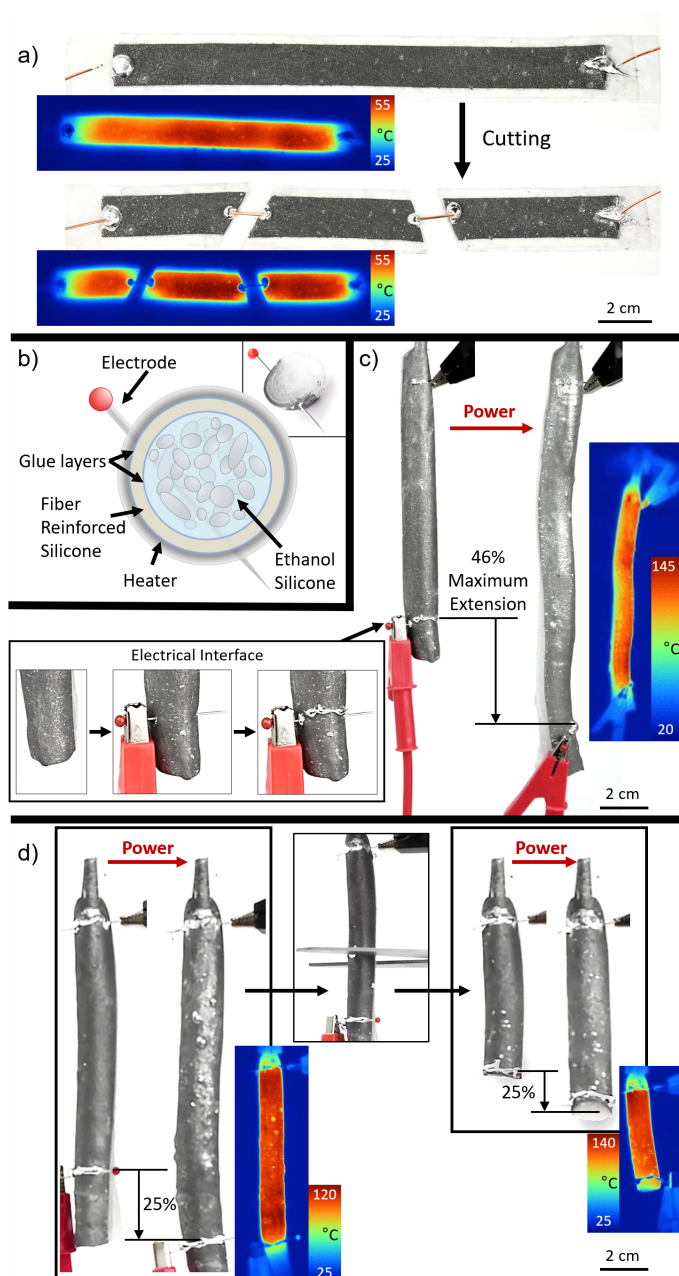 a)
55
°C
25
Cutting
55
°C
25
2 cm
b)
Electrode
Glue layers
Fiber
Reinforced
Silicone
Heater
Ethanol
Silicone
c)
Power
46%
Maximum
Extension
145
°C
20
Electrical Interface
2 cm
d)
Power
25%
120
°C
25
Power
25%
140
°C
25
2 cm